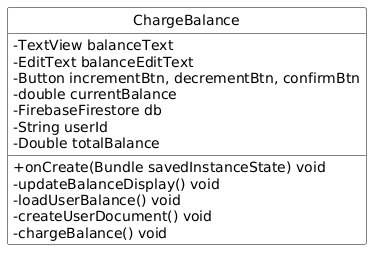 ChargeBalance
-TextView balanceText
-EditText balanceEditText
-Button incrementBtn, decrementBtn, confirmBtn
-double currentBalance
-FirebaseFirestore db
-String userId
-Double totalBalance
+onCreate(Bundle savedInstanceState) void
-updateBalanceDisplay() void
-loadUserBalance() void
-createUserDocument() void
-chargeBalance() void